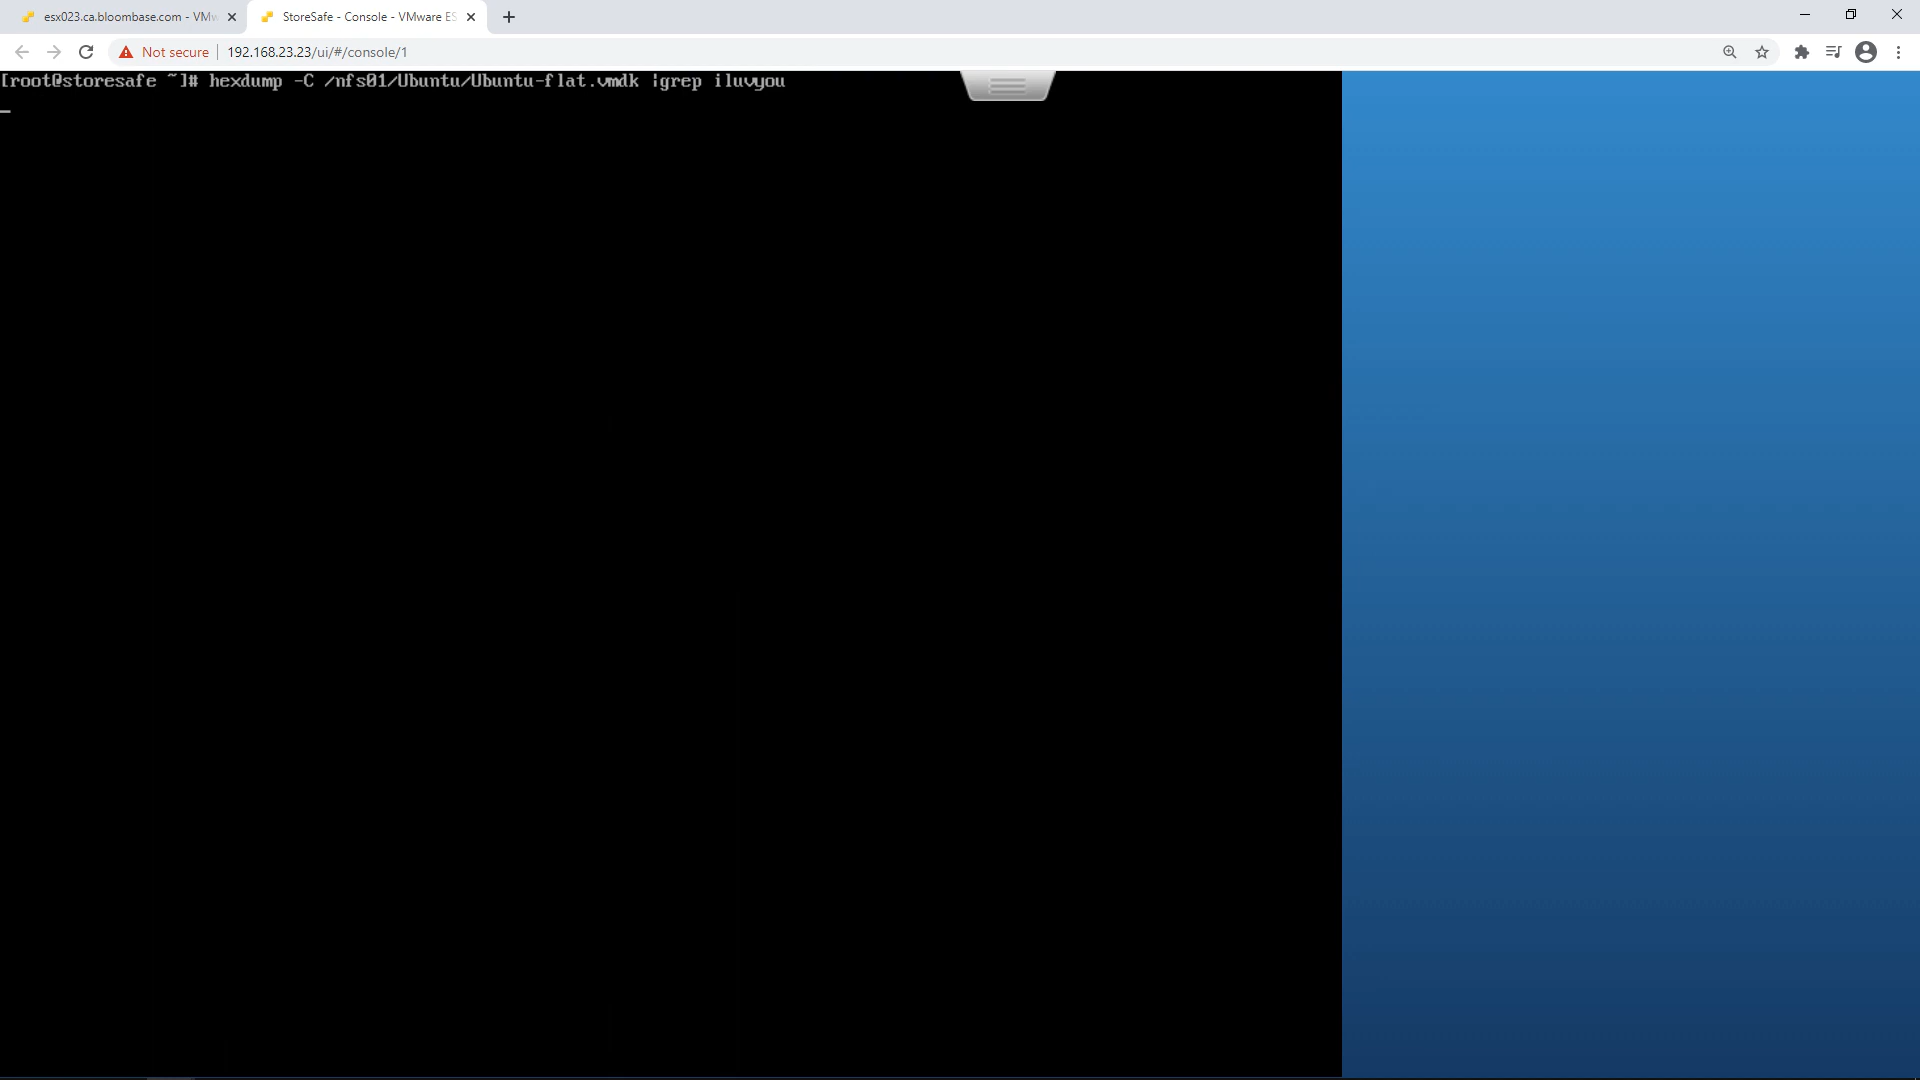 esx023.ca.bloombase.com - VMw
StoreSafe - Console - VMware ES
Not secure
192.168.23.23/ui/#/console/1
[root@storesafe ~]# hexdump -C /nfs01/Ubuntu/Ubuntu-flat.vmdk |grep iluvyou